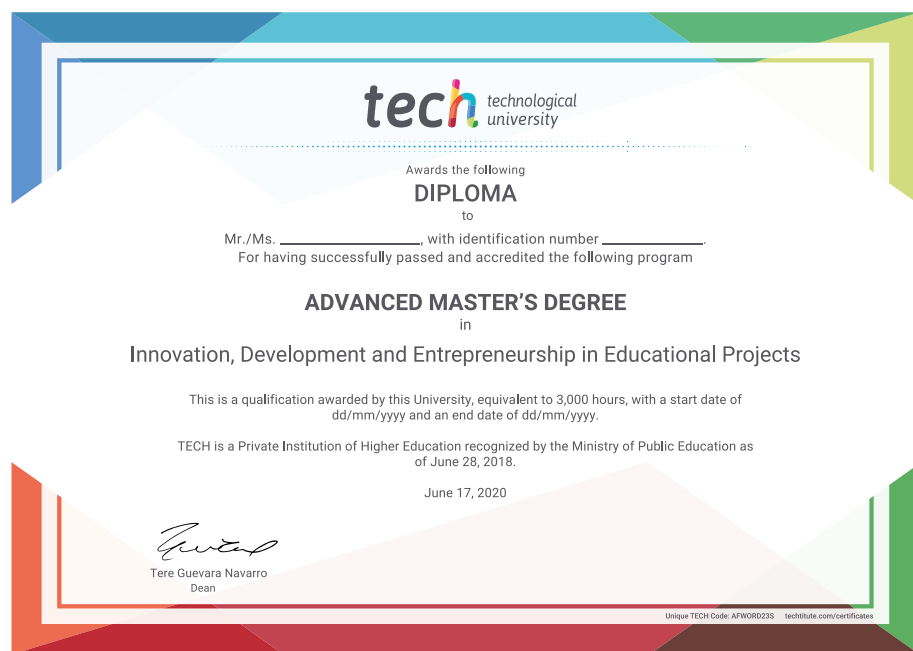 tech technological
university
Awards the following
DIPLOMA
to
Mr./Ms. ____________________, with identification number ______________.
For having successfully passed and accredited the following program
ADVANCED MASTER'S DEGREE
in
Innovation, Development and Entrepreneurship in Educational Projects
This is a qualification awarded by this University, equivalent to 3,000 hours, with a start date of
dd/mm/yyyy and an end date of dd/mm/yyyy.
TECH is a Private Institution of Higher Education recognized by the Ministry of Public Education as
of June 28, 2018.
June 17, 2020
Tere Guevara Navarro
Dean
Unique TECH Code: AFWORD23S techtitute.com/certificates